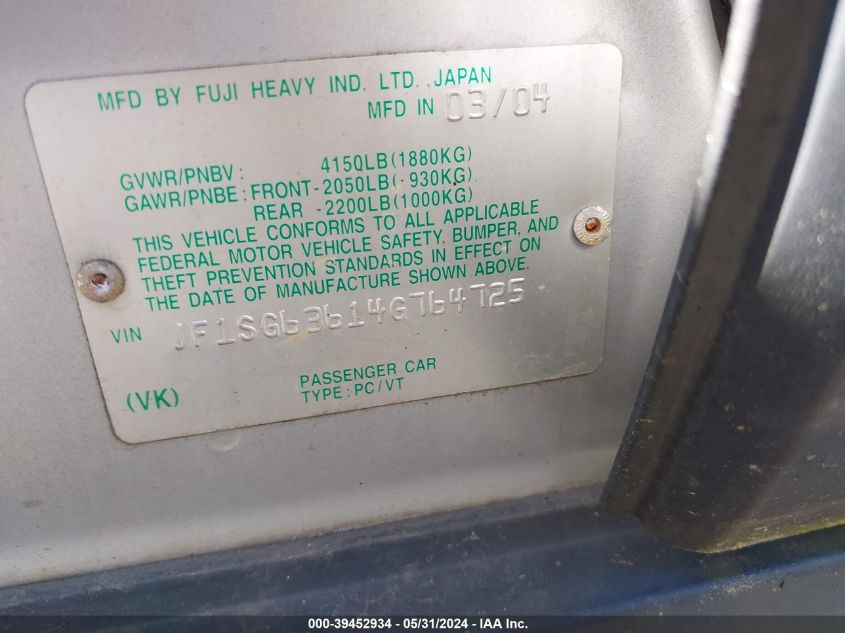 MFD BY FUJI HEAVY IND. LTD. JAPAN
MFD IN 03/04
GVWR/PNBV: 4150LB(1880KG)
GAWR/PNBE: FRONT-2050LB( 930KG)
REAR -2200LB(1000KG)
THIS VEHICLE CONFORMS TO ALL APPLICABLE
FEDERAL MOTOR VEHICLE SAFETY, BUMPER, AND
THEFT PREVENTION STANDARDS IN EFFECT ON
THE DATE OF MANUFACTURE SHOWN ABOVE.
VIN JF1SG63614G764725
PASSENGER CAR
(VK) TYPE: PC/VT
000-39452934 / 05/31/2024 - IAA Inc.